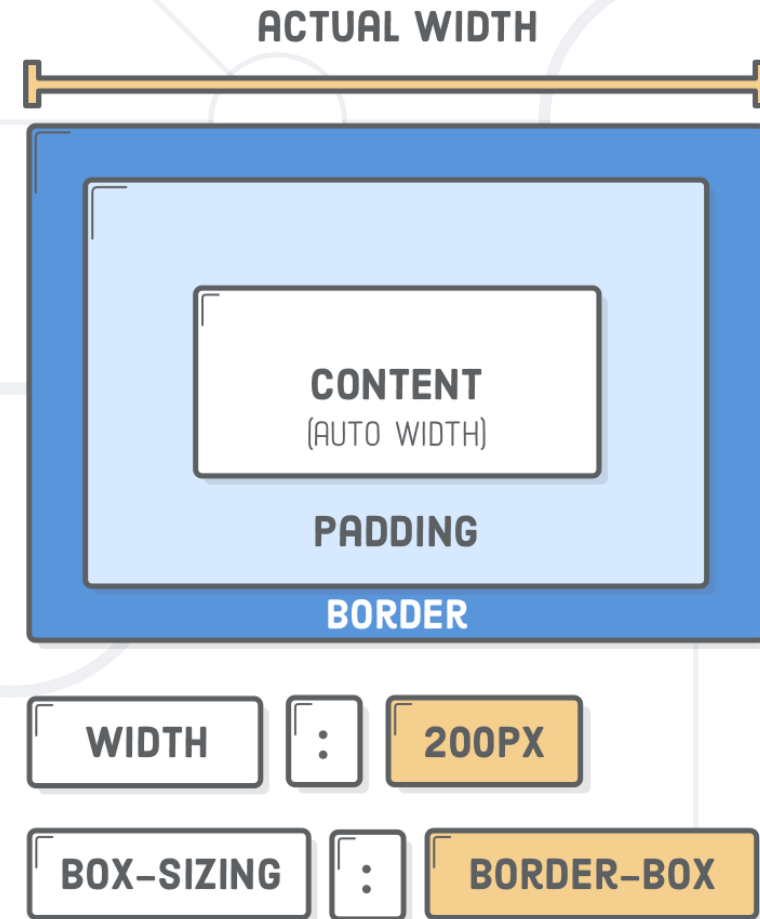 ACTUAL WIDTH
CONTENT
(AUTO WIDTH)
PADDING
BORDER
WIDTH : 200PX
BOX-SIZING : BORDER-BOX